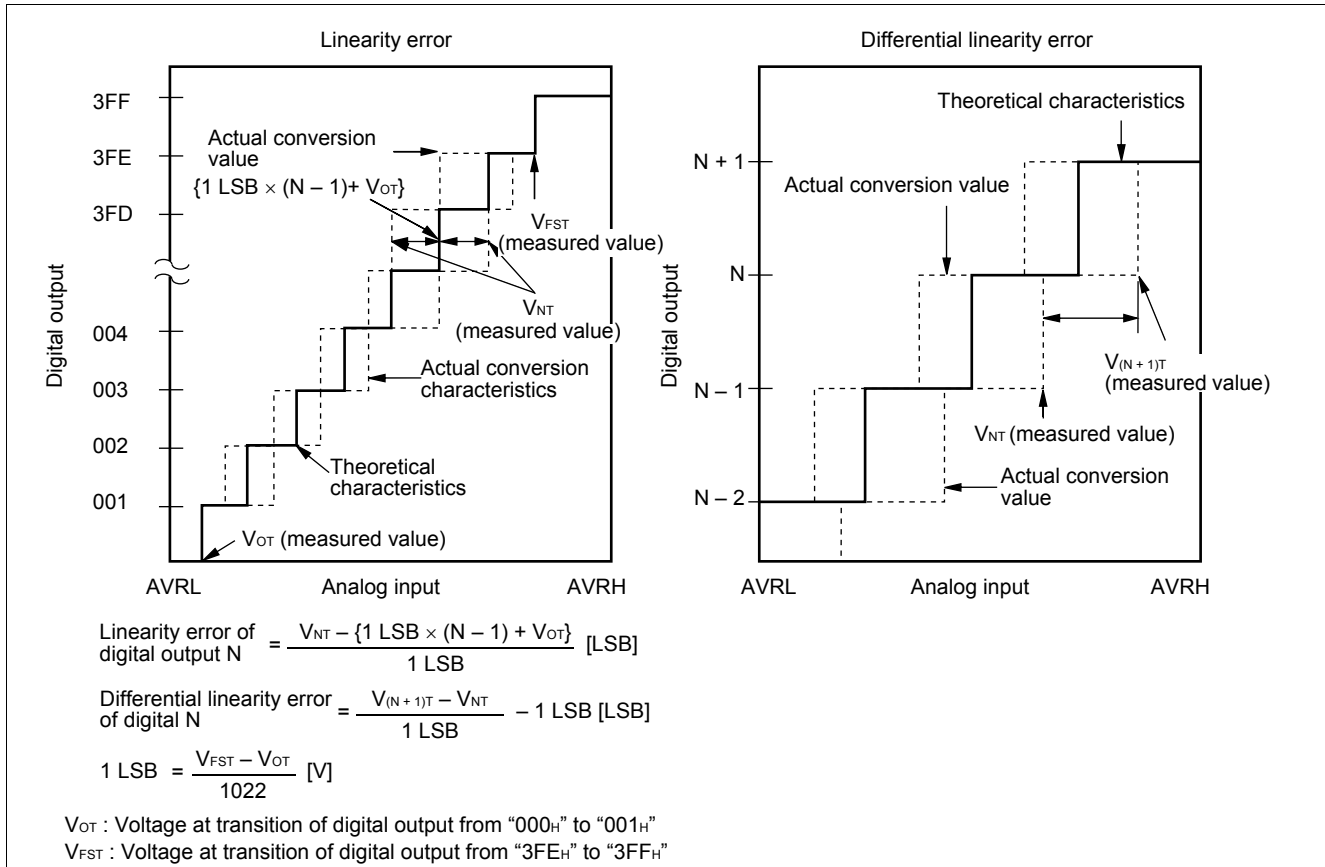 Linearity error
3FF
3FE
3FD
004
003
002
001
Digital output
Actual conversion
value
{1 LSB × (N – 1)+ VOT}
VFST
(measured value)
VNT
(measured value)
Actual conversion
characteristics
Theoretical
characteristics
VOT (measured value)
AVRL
Analog input
AVRH
Differential linearity error
Theoretical characteristics
N + 1
Actual conversion value
N
Digital output
V(N + 1)T
(measured value)
N – 1
VNT (measured value)
Actual conversion
value
N – 2
AVRL
Analog input
AVRH
Linearity error of
digital output N
= VNT – {1 LSB × (N – 1) + VOT}
1 LSB
[LSB]
Differential linearity error
of digital N
= V(N + 1)T – VNT
1 LSB
– 1 LSB [LSB]
1 LSB = VFST – VOT
1022
[V]
VOT : Voltage at transition of digital output from “000H” to “001H”
VFST : Voltage at transition of digital output from “3FEH” to “3FFH”